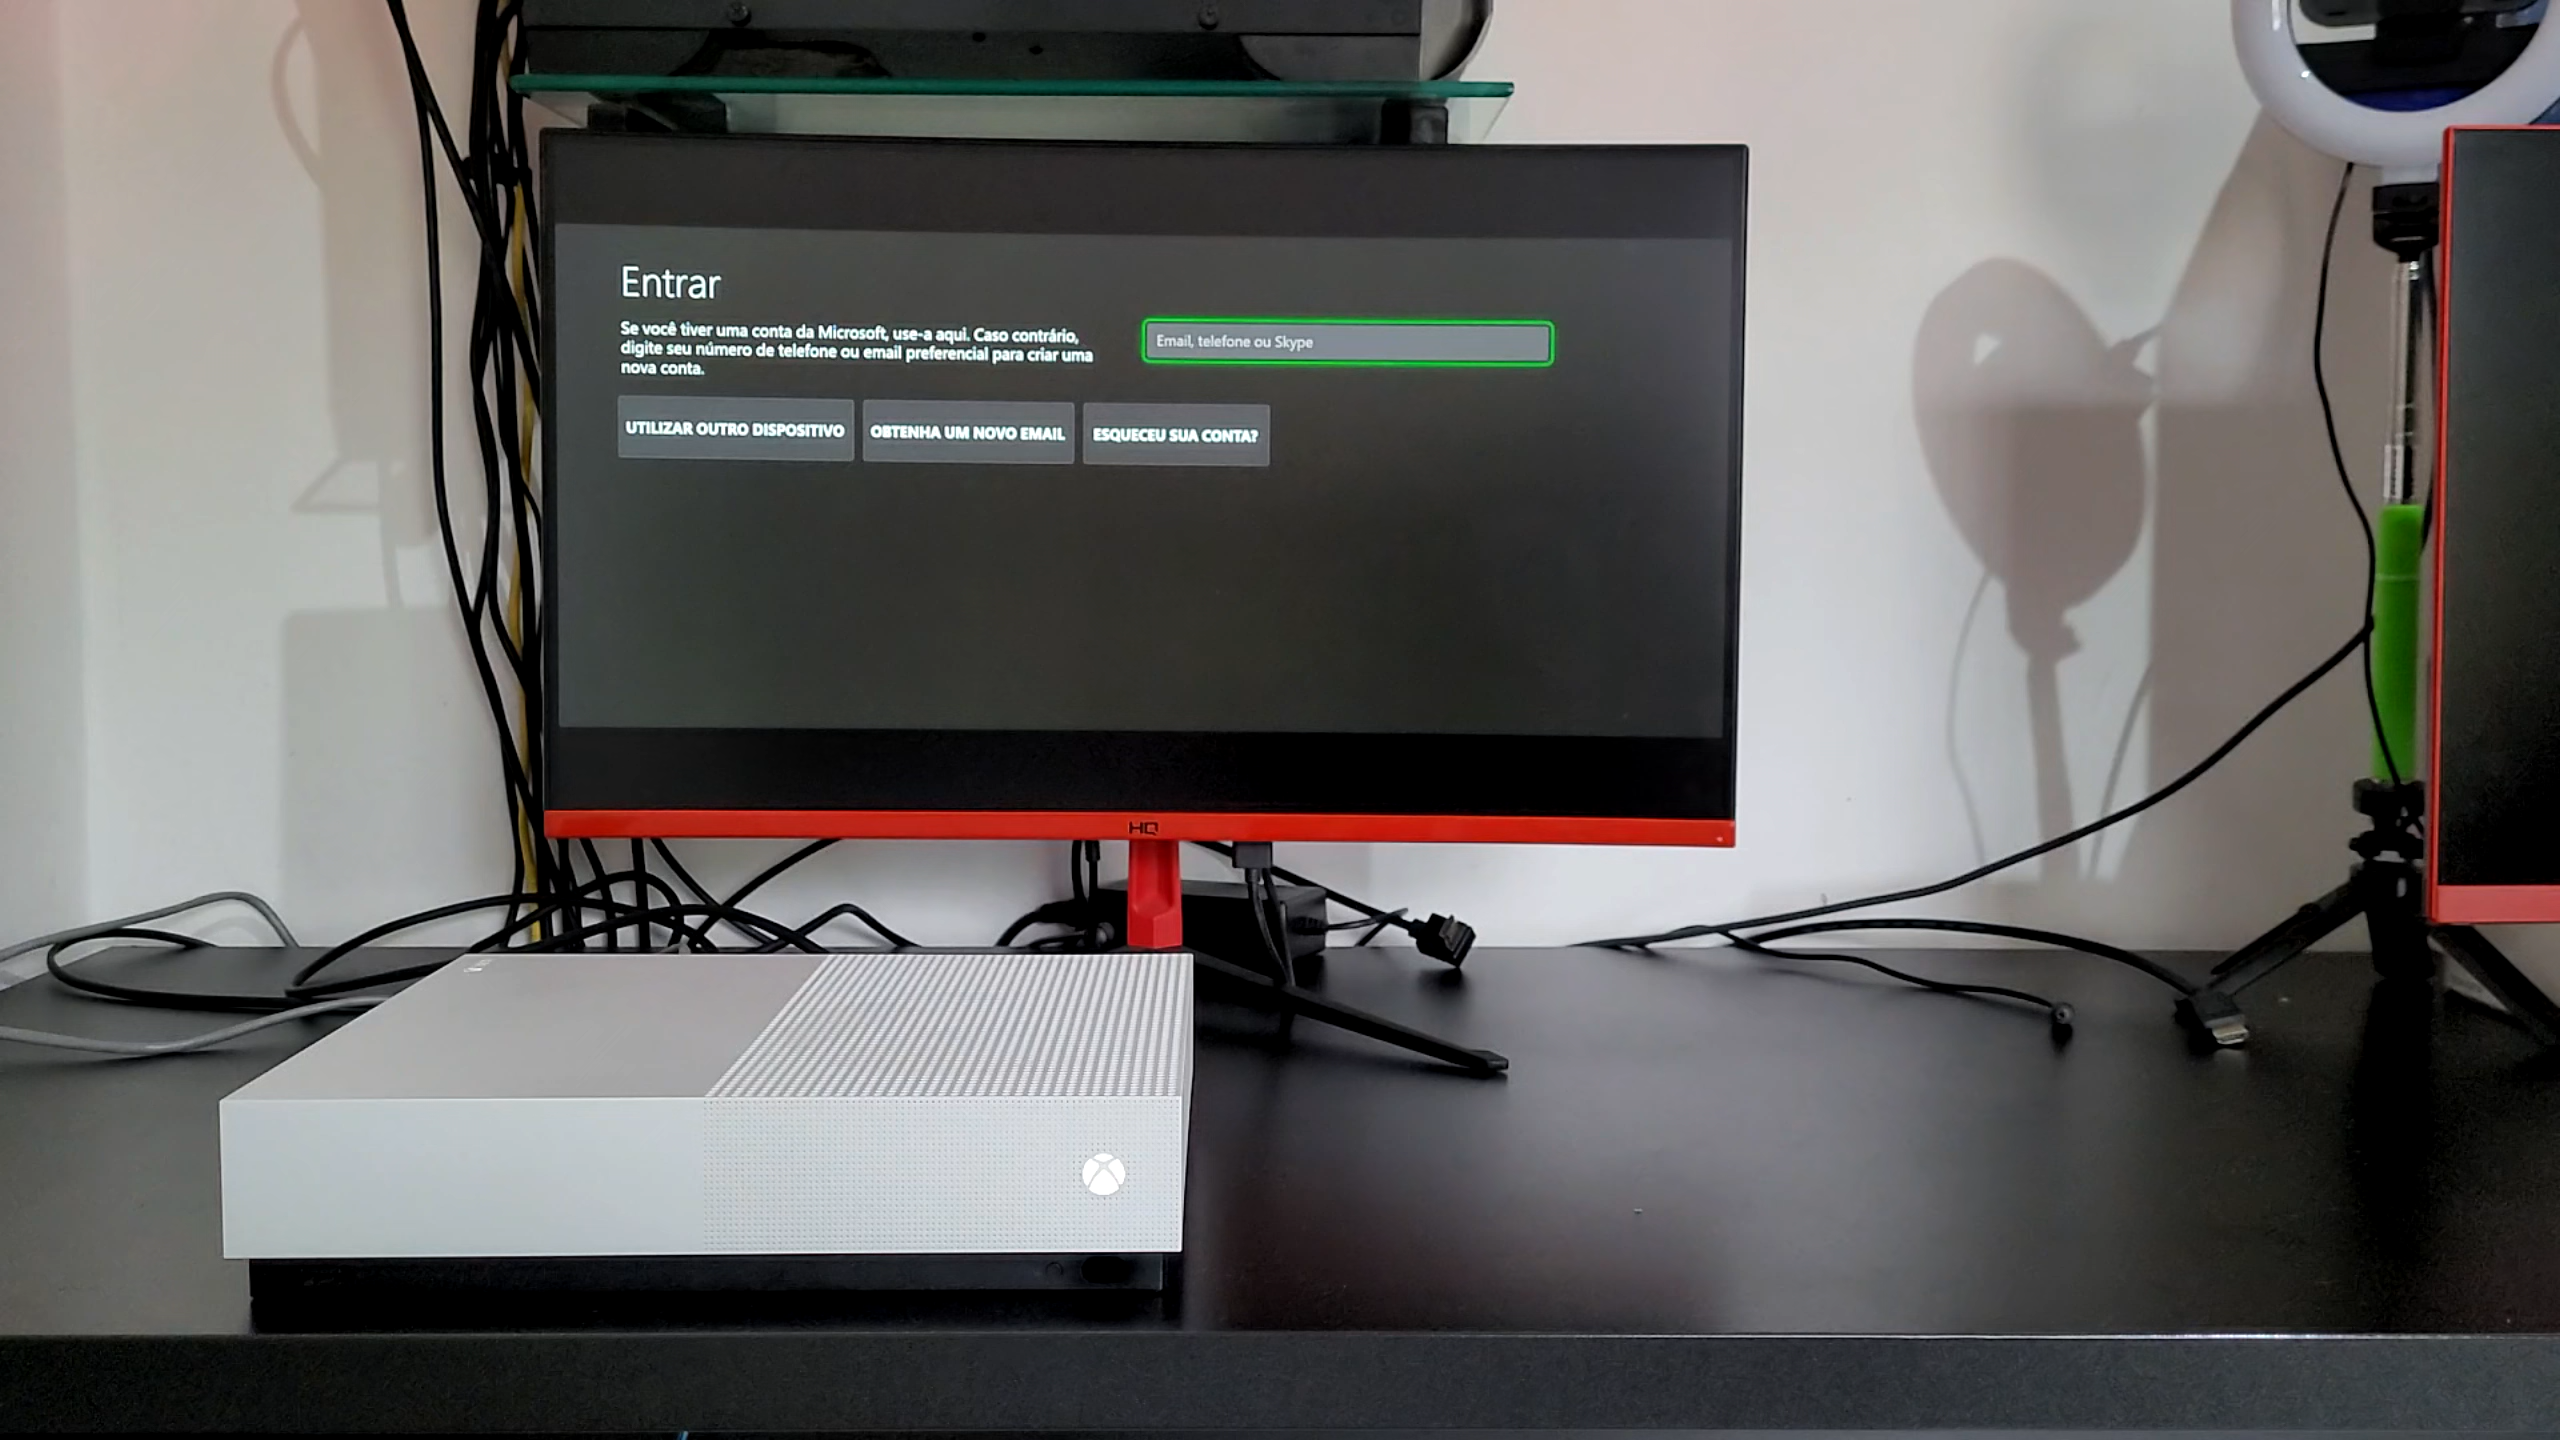 Entrar
Se você tiver uma conta da Microsoft, use-a aqui. Caso contrário,
digite seu número de telefone ou email preferencial para criar uma
nova conta.
Email, telefone ou Skype
UTILIZAR OUTRO DISPOSITIVO
OBTENHA UM NOVO EMAIL
ESQUECEU SUA CONTA?
HQ